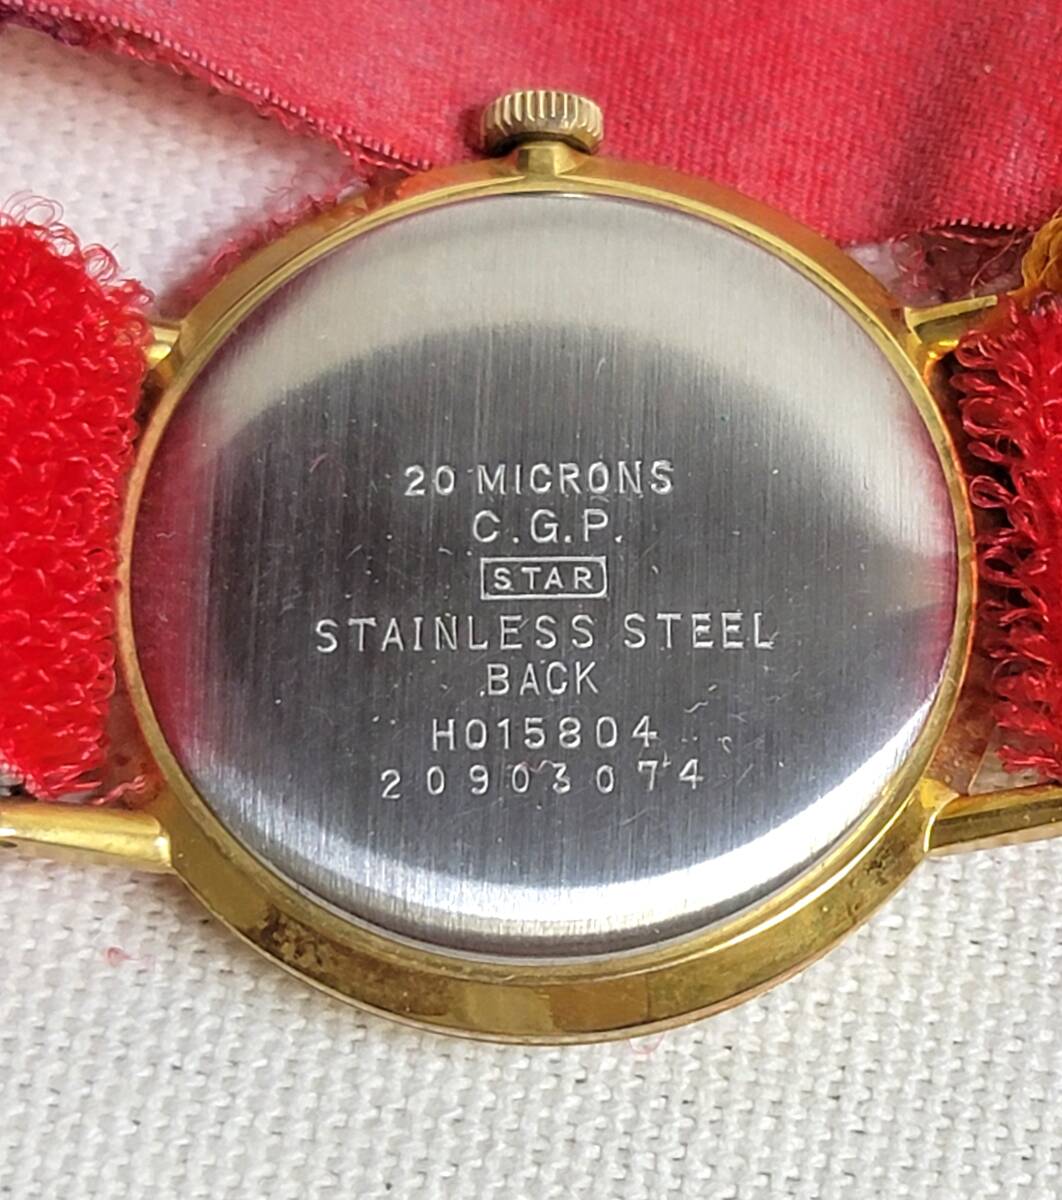 20 MICRONS
C.G.P.
STAR
STAINLESS STEEL
BACK
H015804
20903074